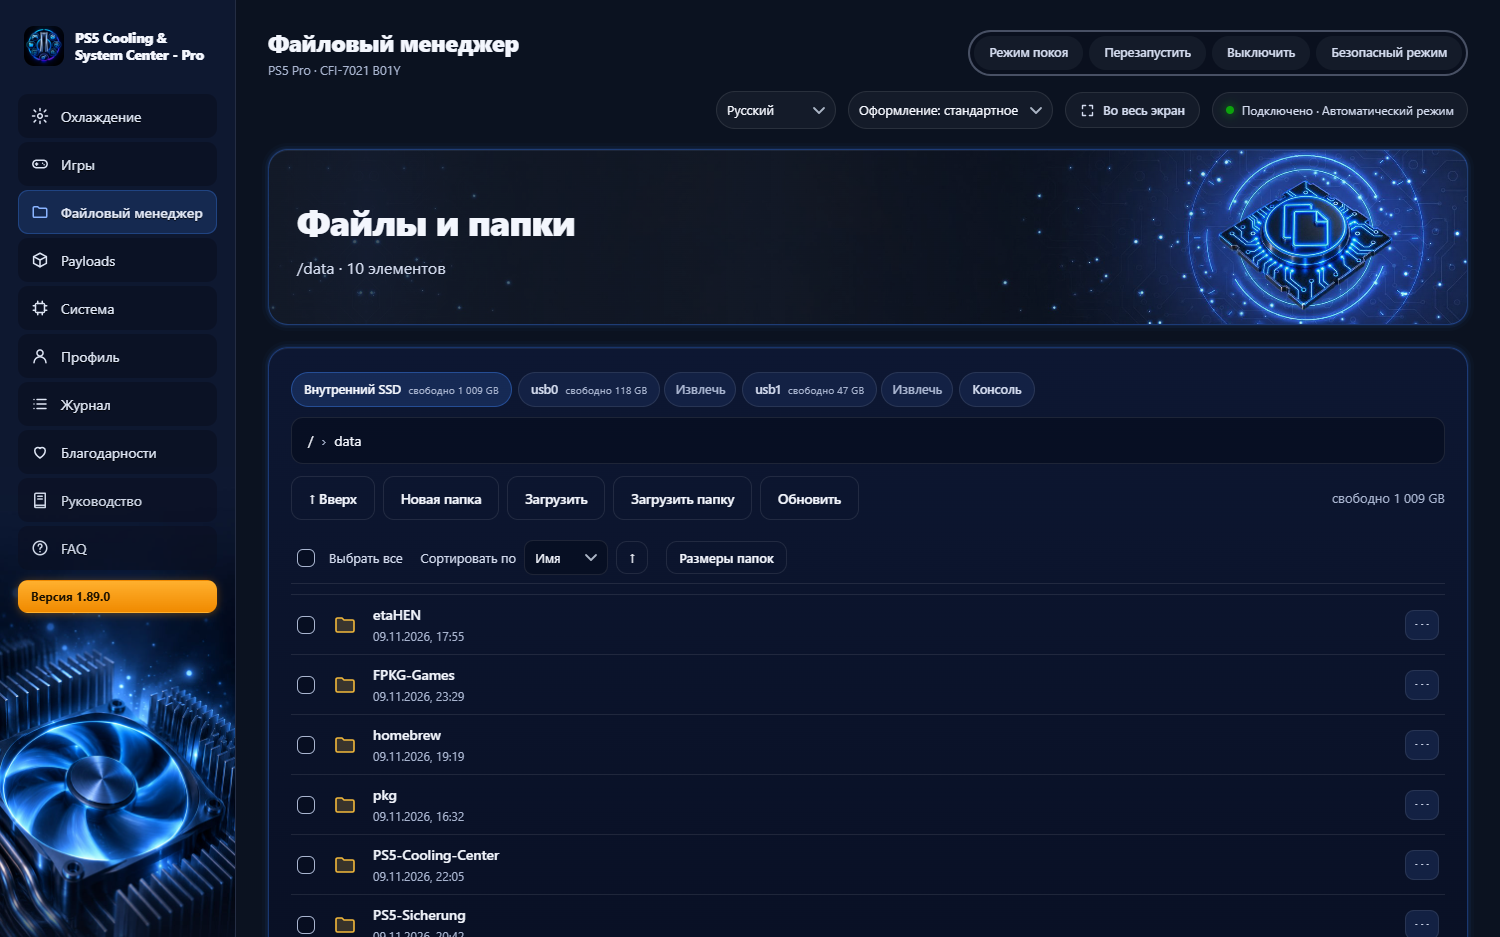 PS5 Cooling &
System Center - Pro
Охлаждение
Игры
Файловый менеджер
Payloads
Система
Профиль
Журнал
Благодарности
Руководство
FAQ
Версия 1.89.0
Файловый менеджер
PS5 Pro · CFI-7021 B01Y
Режим покоя Перезапустить Выключить Безопасный режим
Русский Оформление: стандартное Во весь экран Подключено · Автоматический режим
Файлы и папки
/data · 10 элементов
Внутренний SSD свободно 1 009 GB usb0 свободно 118 GB Извлечь usb1 свободно 47 GB Извлечь Консоль
/ › data
↑ Вверх Новая папка Загрузить Загрузить папку Обновить свободно 1 009 GB
Выбрать все Сортировать по Имя ↑ Размеры папок
etaHEN
09.11.2026, 17:55
FPKG-Games
09.11.2026, 23:29
homebrew
09.11.2026, 19:19
pkg
09.11.2026, 16:32
PS5-Cooling-Center
09.11.2026, 22:05
PS5-Sicherung
09.11.2026, 20:42